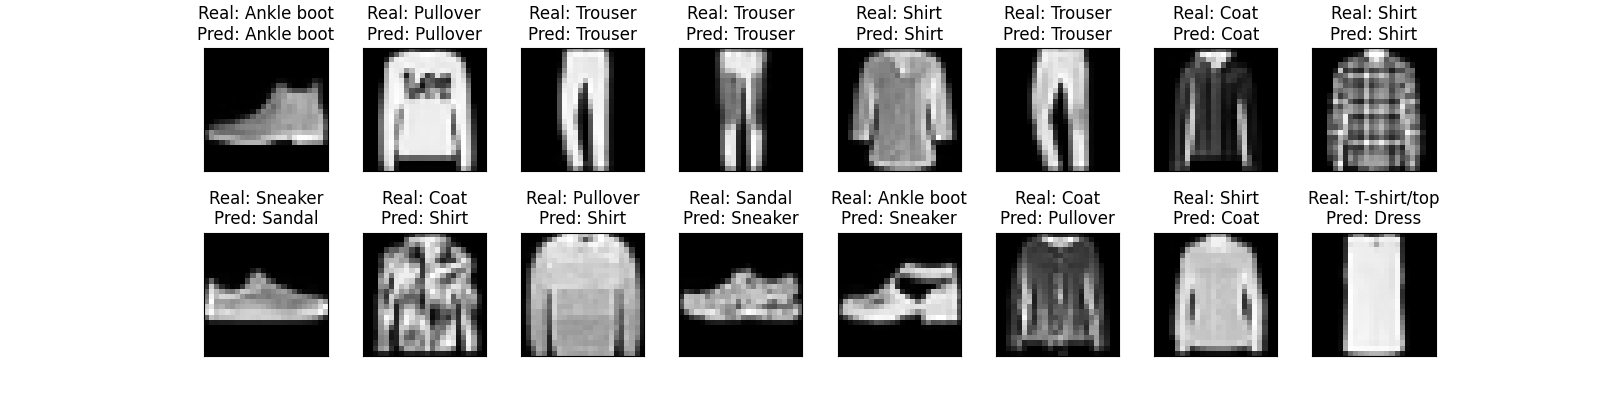 Real: Ankle boot Real: Pullover Real: Trouser Real: Trouser Real: Shirt Real: Trouser Real: Coat Real: Shirt
Pred: Ankle boot Pred: Pullover Pred: Trouser Pred: Trouser Pred: Shirt Pred: Trouser Pred: Coat Pred: Shirt
Lee
Real: Sneaker Real: Coat Real: Pullover Real: Sandal Real: Ankle boot Real: Coat Real: Shirt Real: T-shirt/top
Pred: Sandal Pred: Shirt Pred: Shirt Pred: Sneaker Pred: Sneaker Pred: Pullover Pred: Coat Pred: Dress